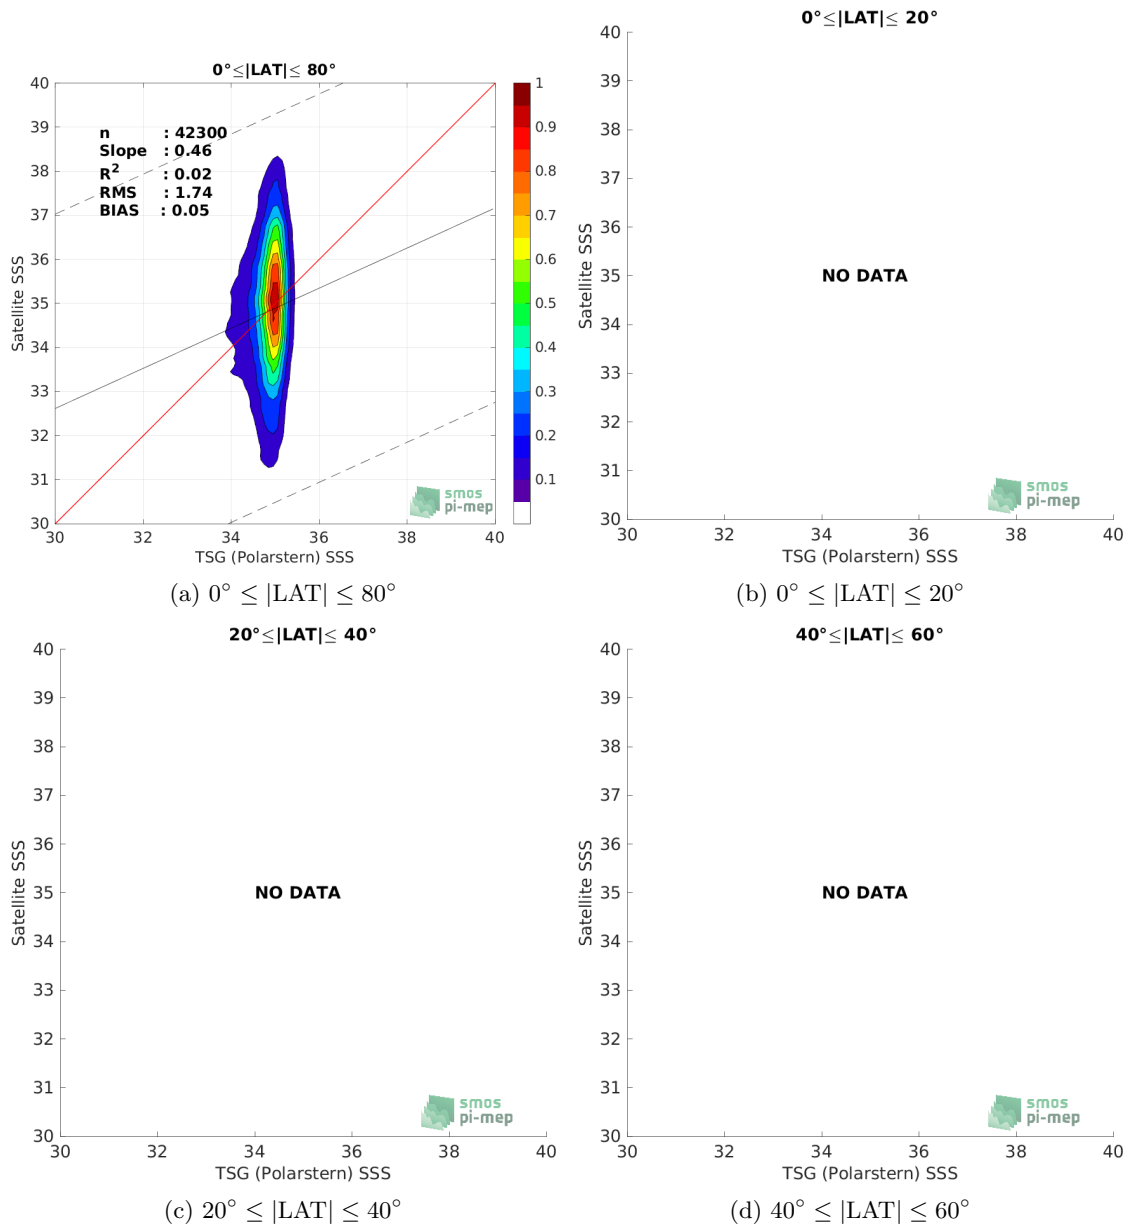 0°≤|LAT|≤ 80°
n : 42300
Slope : 0.46
R² : 0.02
RMS : 1.74
BIAS : 0.05
40
39
38
37
36
35
34
33
32
31
30
Satellite SSS
30 32 34 36 38 40
TSG (Polarstern) SSS
1
0.9
0.8
0.7
0.6
0.5
0.4
0.3
0.2
0.1
smos
pi-mep
(a) 0° ≤ |LAT| ≤ 80°
0°≤|LAT|≤ 20°
40
39
38
37
36
35
34
33
32
31
30
Satellite SSS
NO DATA
smos
pi-mep
30 32 34 36 38 40
TSG (Polarstern) SSS
(b) 0° ≤ |LAT| ≤ 20°
20°≤|LAT|≤ 40°
40
39
38
37
36
35
34
33
32
31
30
Satellite SSS
NO DATA
smos
pi-mep
30 32 34 36 38 40
TSG (Polarstern) SSS
(c) 20° ≤ |LAT| ≤ 40°
40°≤|LAT|≤ 60°
40
39
38
37
36
35
34
33
32
31
30
Satellite SSS
NO DATA
smos
pi-mep
30 32 34 36 38 40
TSG (Polarstern) SSS
(d) 40° ≤ |LAT| ≤ 60°